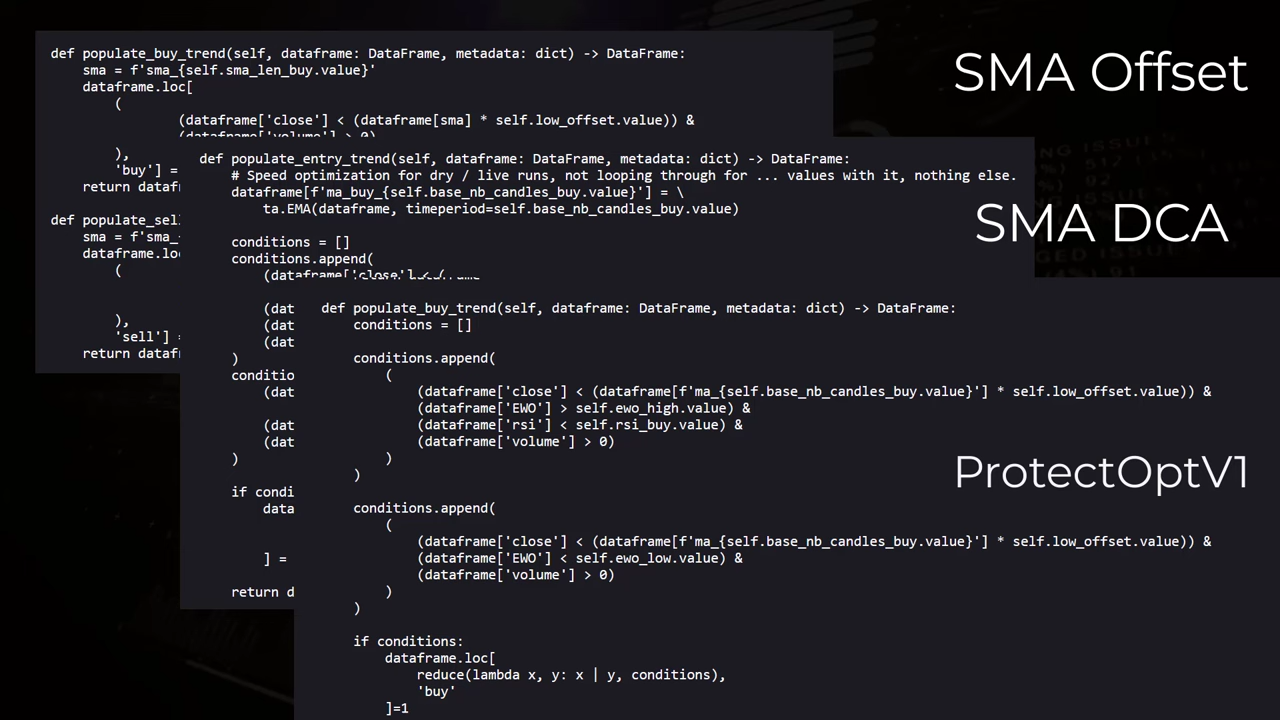 SMA Offset
def populate_buy_trend(self, dataframe: DataFrame, metadata: dict) -> DataFrame:
    sma = f'sma_{self.sma_len_buy.value}'
    dataframe.loc[
        (
                (dataframe['close'] < (dataframe[sma] * self.low_offset.value)) &
                (dataframe['volume'] > 0)
        ),
        'buy'] =
    return dataf
def populate_sel
    sma = f'sma_
    dataframe.loc
        (
        ),
        'sell'] =
    return dataf
SMA DCA
def populate_entry_trend(self, dataframe: DataFrame, metadata: dict) -> DataFrame:
    # Speed optimization for dry / live runs, not looping through for ... values with it, nothing else.
    dataframe[f'ma_buy_{self.base_nb_candles_buy.value}'] = \
        ta.EMA(dataframe, timeperiod=self.base_nb_candles_buy.value)
    conditions = []
    conditions.append(
        (dataframe['close'] <
        (dat
        (dat
        (dat
    )
    conditio
        (dat
        (dat
        (dat
    )
    if condi
        data
        ] =
    return d
ProtectOptV1
def populate_buy_trend(self, dataframe: DataFrame, metadata: dict) -> DataFrame:
    conditions = []
    conditions.append(
        (
            (dataframe['close'] < (dataframe[f'ma_{self.base_nb_candles_buy.value}'] * self.low_offset.value)) &
            (dataframe['EWO'] > self.ewo_high.value) &
            (dataframe['rsi'] < self.rsi_buy.value) &
            (dataframe['volume'] > 0)
        )
    )
    conditions.append(
        (
            (dataframe['close'] < (dataframe[f'ma_{self.base_nb_candles_buy.value}'] * self.low_offset.value)) &
            (dataframe['EWO'] < self.ewo_low.value) &
            (dataframe['volume'] > 0)
        )
    )
    if conditions:
        dataframe.loc[
            reduce(lambda x, y: x | y, conditions),
            'buy'
        ]=1